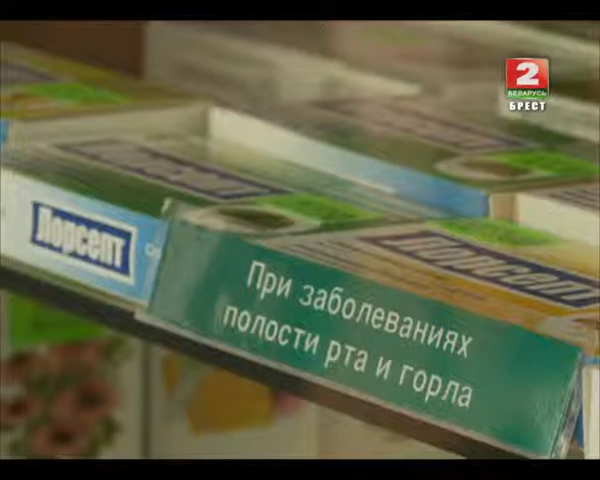 2
БЕЛАРУСЬ
БРЕСТ
Лорсепт
Лорсепт
При заболеваниях
полости рта и горла